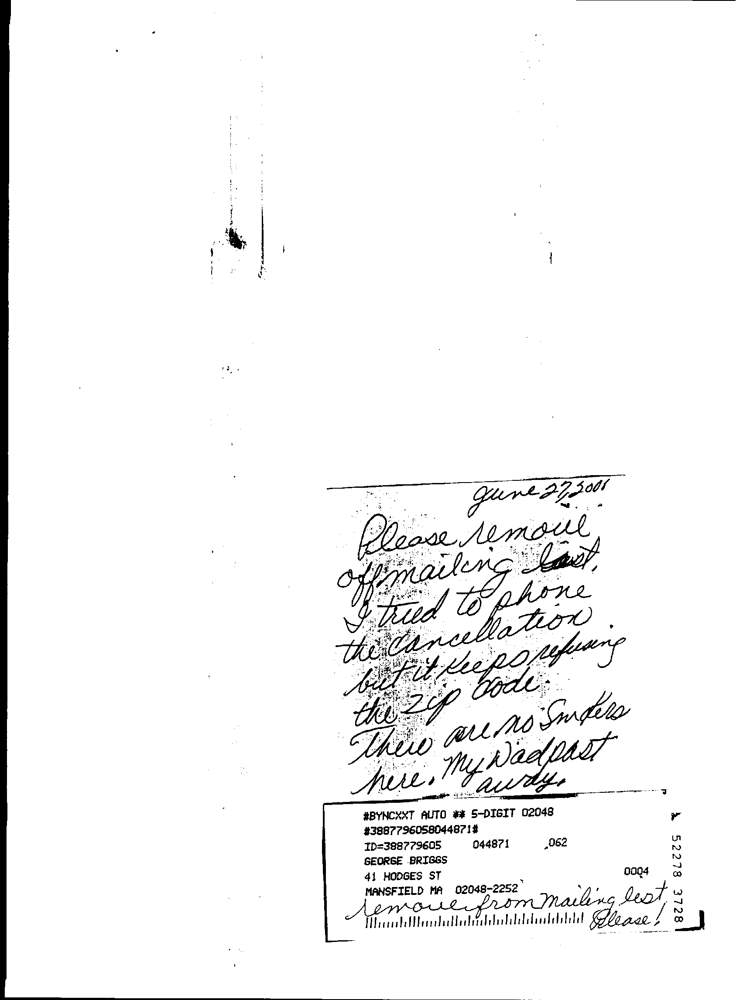 June 27, 2001
Please remove
off mailing list.
I tried to phone
the cancellation
but it keeps refusing
the zip code.
There are no Smokers
here. My Dad past
away.
#BYNCXXT AUTO ** 5-DIGIT 02048
#3887796058044871#
ID=388779605 044871 .062
GEORGE BRIGGS
41 HODGES ST 0004
MANSFIELD MA 02048-2252
remove from mailing list
Please!
52278 3728